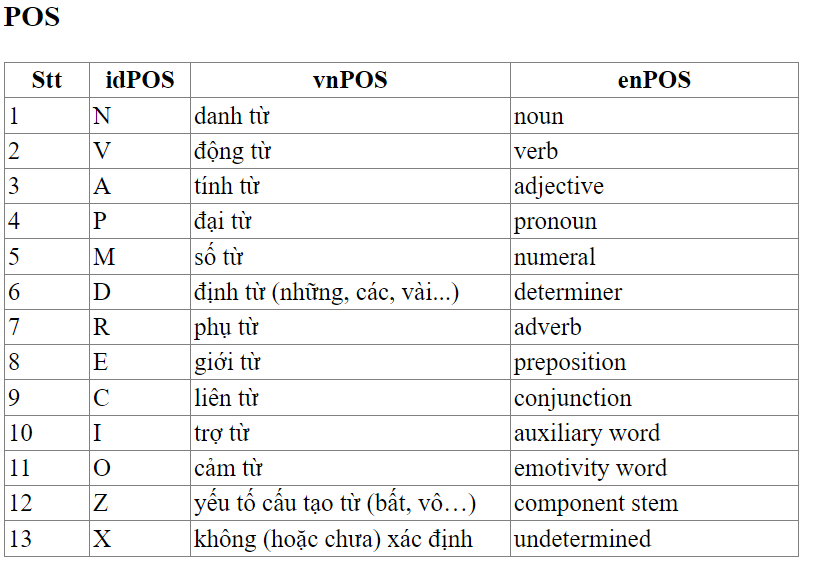 POS
Stt idPOS vnPOS enPOS
1 N danh từ noun
2 V động từ verb
3 A tính từ adjective
4 P đại từ pronoun
5 M số từ numeral
6 D định từ (những, các, vài...) determiner
7 R phụ từ adverb
8 E giới từ preposition
9 C liên từ conjunction
10 I trợ từ auxiliary word
11 O cảm từ emotivity word
12 Z yếu tố cấu tạo từ (bất, vô…) component stem
13 X không (hoặc chưa) xác định undetermined